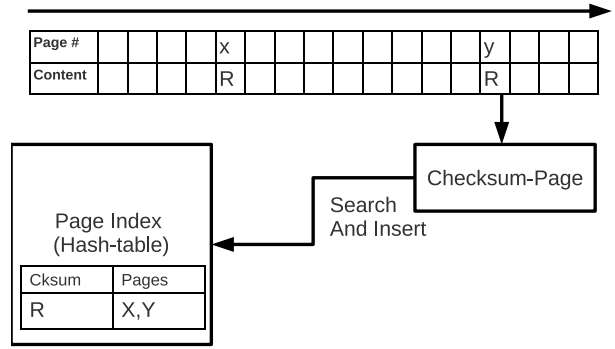 Page # x y
Content R R
Checksum-Page
Search
And Insert
Page Index
(Hash-table)
Cksum Pages
R X,Y